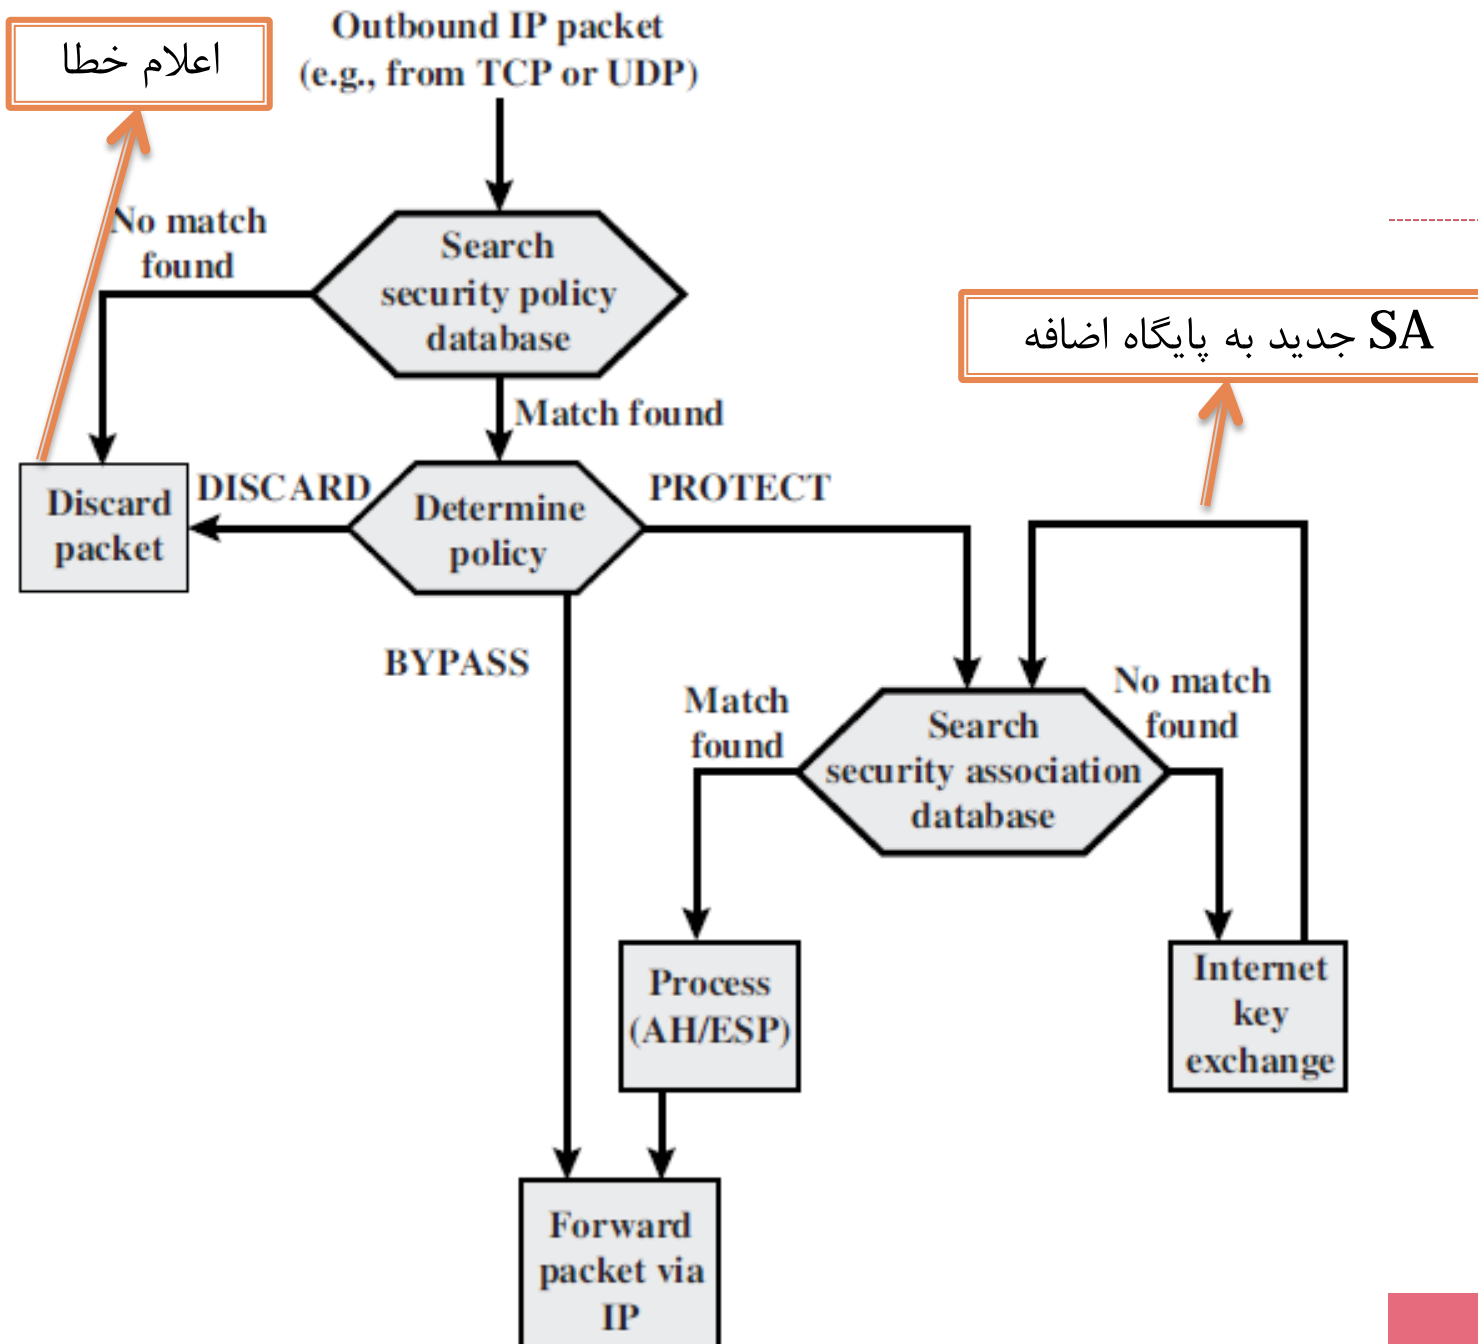 اعلام خطا
Outbound IP packet
(e.g., from TCP or UDP)
No match
found
Search
security policy
database
SA جدید به پایگاه اضافه
Match found
Discard
packet
DISCARD
Determine
policy
PROTECT
BYPASS
Match
found
No match
found
Search
security association
database
Process
(AH/ESP)
Internet
key
exchange
Forward
packet via
IP